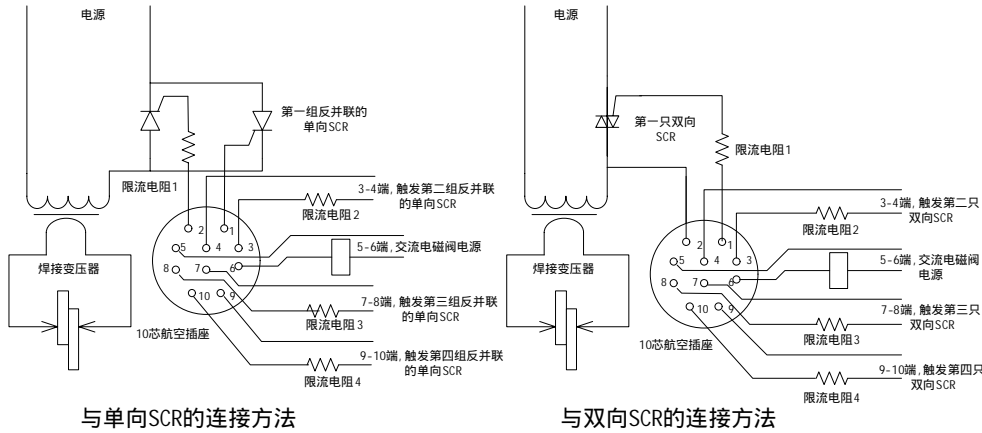 电源
第一组反并联的
单向SCR
限流电阻1
3-4端,触发第二组反并联
的单向SCR
限流电阻2
2
1
5
4
3
5-6端,交流电磁阀电源
焊接变压器
8
7
6
7-8端,触发第三组反并联
的单向SCR
限流电阻3
10
9
10芯航空插座
9-10端,触发第四组反并联
的单向SCR
限流电阻4
与单向SCR的连接方法
电源
第一只双向
SCR
限流电阻1
3-4端,触发第二只
双向SCR
限流电阻2
2
1
5
4
3
5-6端,交流电磁阀
电源
焊接变压器
8
7
6
7-8端,触发第三只
双向SCR
限流电阻3
10
9
10芯航空插座
9-10端,触发第四只
双向SCR
限流电阻4
与双向SCR的连接方法